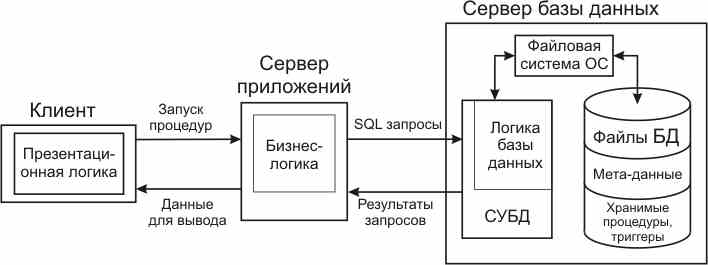 Сервер базы данных
Файловая
система ОС
Сервер
приложений
Клиент
Запуск
процедур
SQL запросы
Презентаци-
онная логика
Бизнес-
логика
Логика
базы
данных
Файлы БД
Мета-данные
Данные
для вывода
Результаты
запросов
СУБД
Хранимые
процедуры,
триггеры